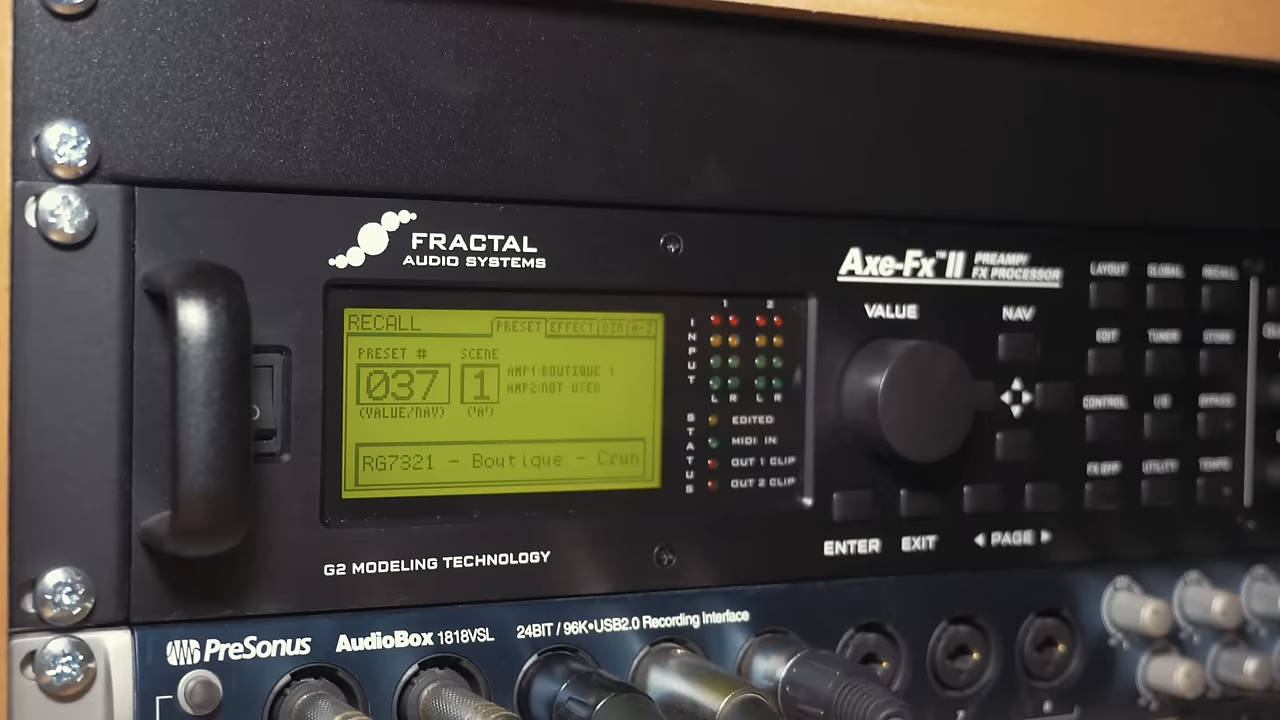 FRACTAL
AUDIO SYSTEMS
Axe-Fx™II PREAMP/
FX PROCESSOR
RECALL
PRESET EFFECT DIR A-Z
PRESET #
SCENE
037
1
AMP1:BOUTIQUE 1
AMP2:NOT USED
(VALUE/NAV)
RG7321 - Boutique - Crun
1 2
INPUT
L R L R
STATUS
EDITED
MIDI IN
OUT 1 CLIP
OUT 2 CLIP
VALUE
NAV
LAYOUT GLOBAL RECALL
EDIT TUNER STORE
CONTROL I/O BYPASS
FX BYP UTILITY TEMPO
ENTER EXIT ◀ PAGE ▶
G2 MODELING TECHNOLOGY
PreSonus AudioBox 1818VSL 24BIT / 96K•USB2.0 Recording Interface